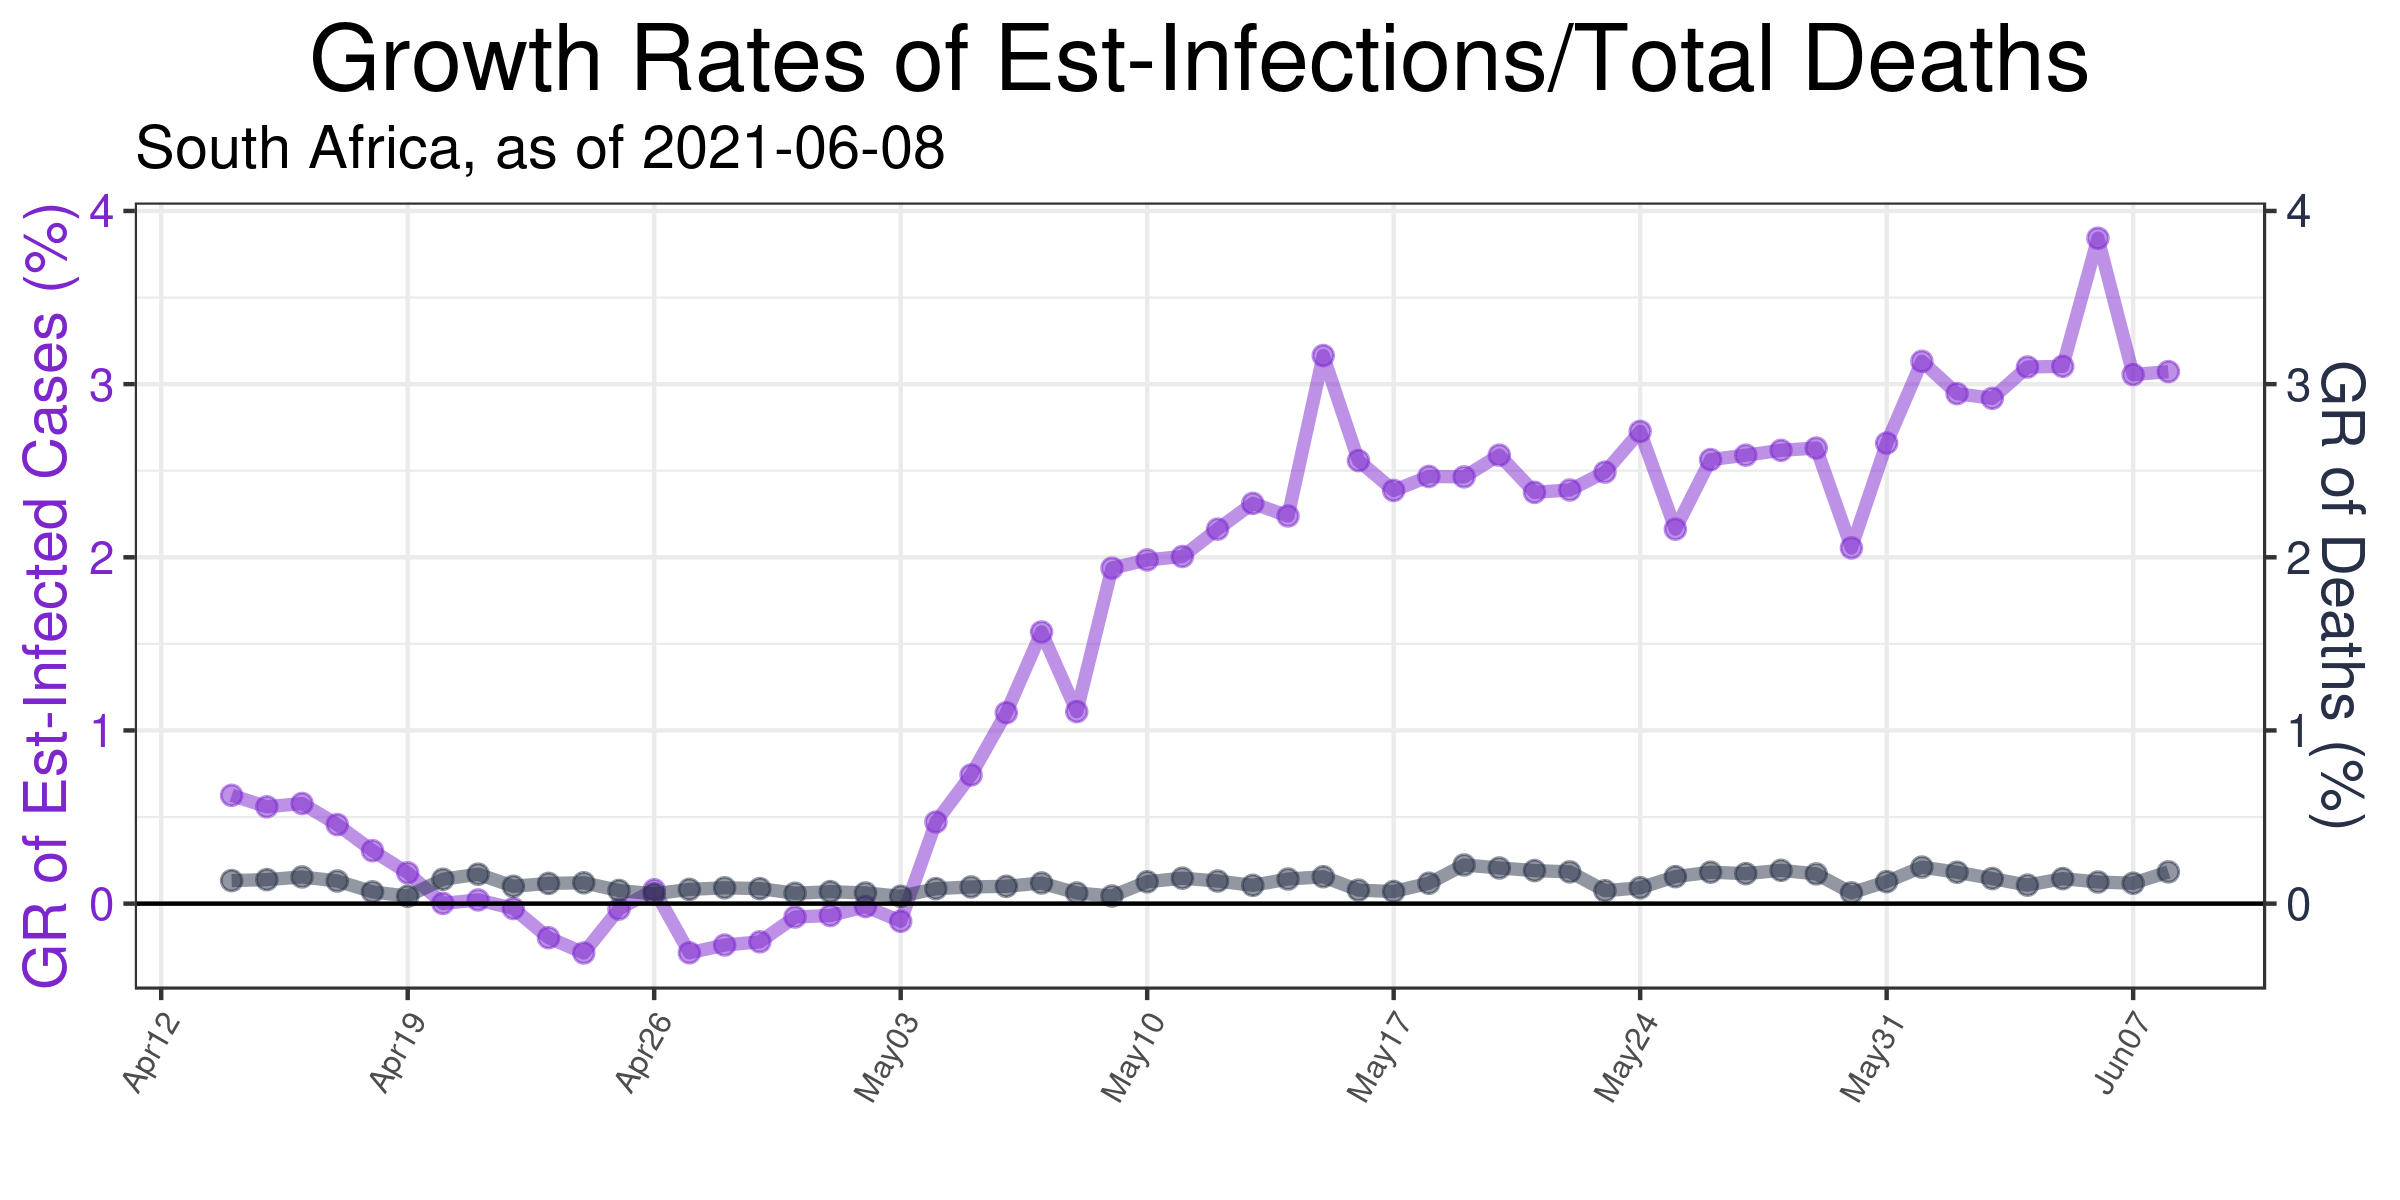 Growth Rates of Est-Infections/Total Deaths
South Africa, as of 2021-06-08
GR of Est-Infected Cases (%)
4
3
2
1
0
4
3
2
1
0
GR of Deaths (%)
Apr12
Apr19
Apr26
May03
May10
May17
May24
May31
Jun07